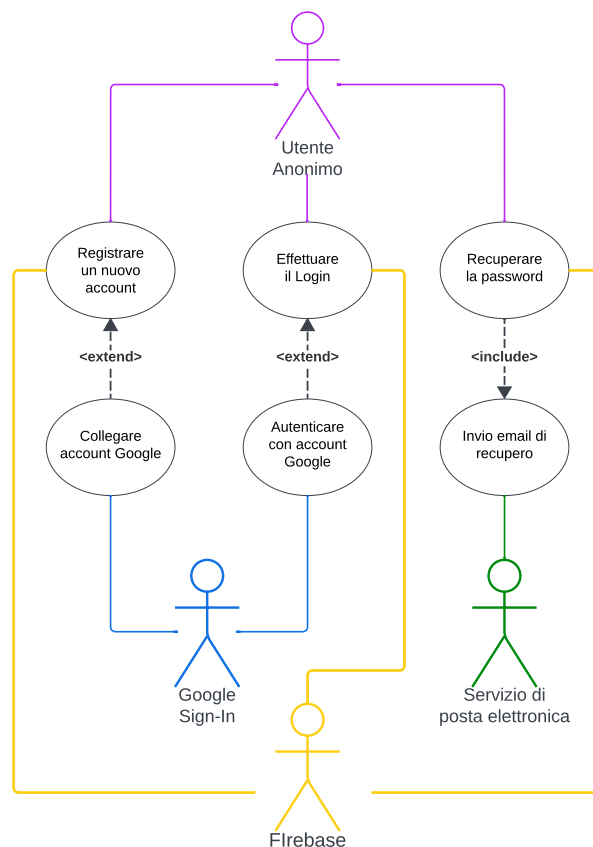 Utente
Anonimo
Registrare
un nuovo
account
Effettuare
il Login
Recuperare
la password
<extend>
<extend>
<include>
Collegare
account Google
Autenticare
con account
Google
Invio email di
recupero
Google
Sign-In
Servizio di
posta elettronica
FIrebase